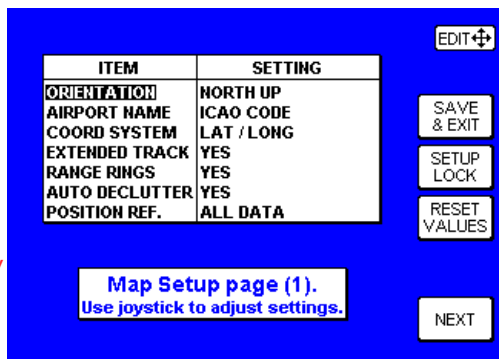 EDIT
ITEM SETTING
ORIENTATION NORTH UP
AIRPORT NAME ICAO CODE
COORD SYSTEM LAT / LONG
EXTENDED TRACK YES
RANGE RINGS YES
AUTO DECLUTTER YES
POSITION REF. ALL DATA
SAVE
& EXIT
SETUP
LOCK
RESET
VALUES
Map Setup page (1).
Use joystick to adjust settings.
NEXT